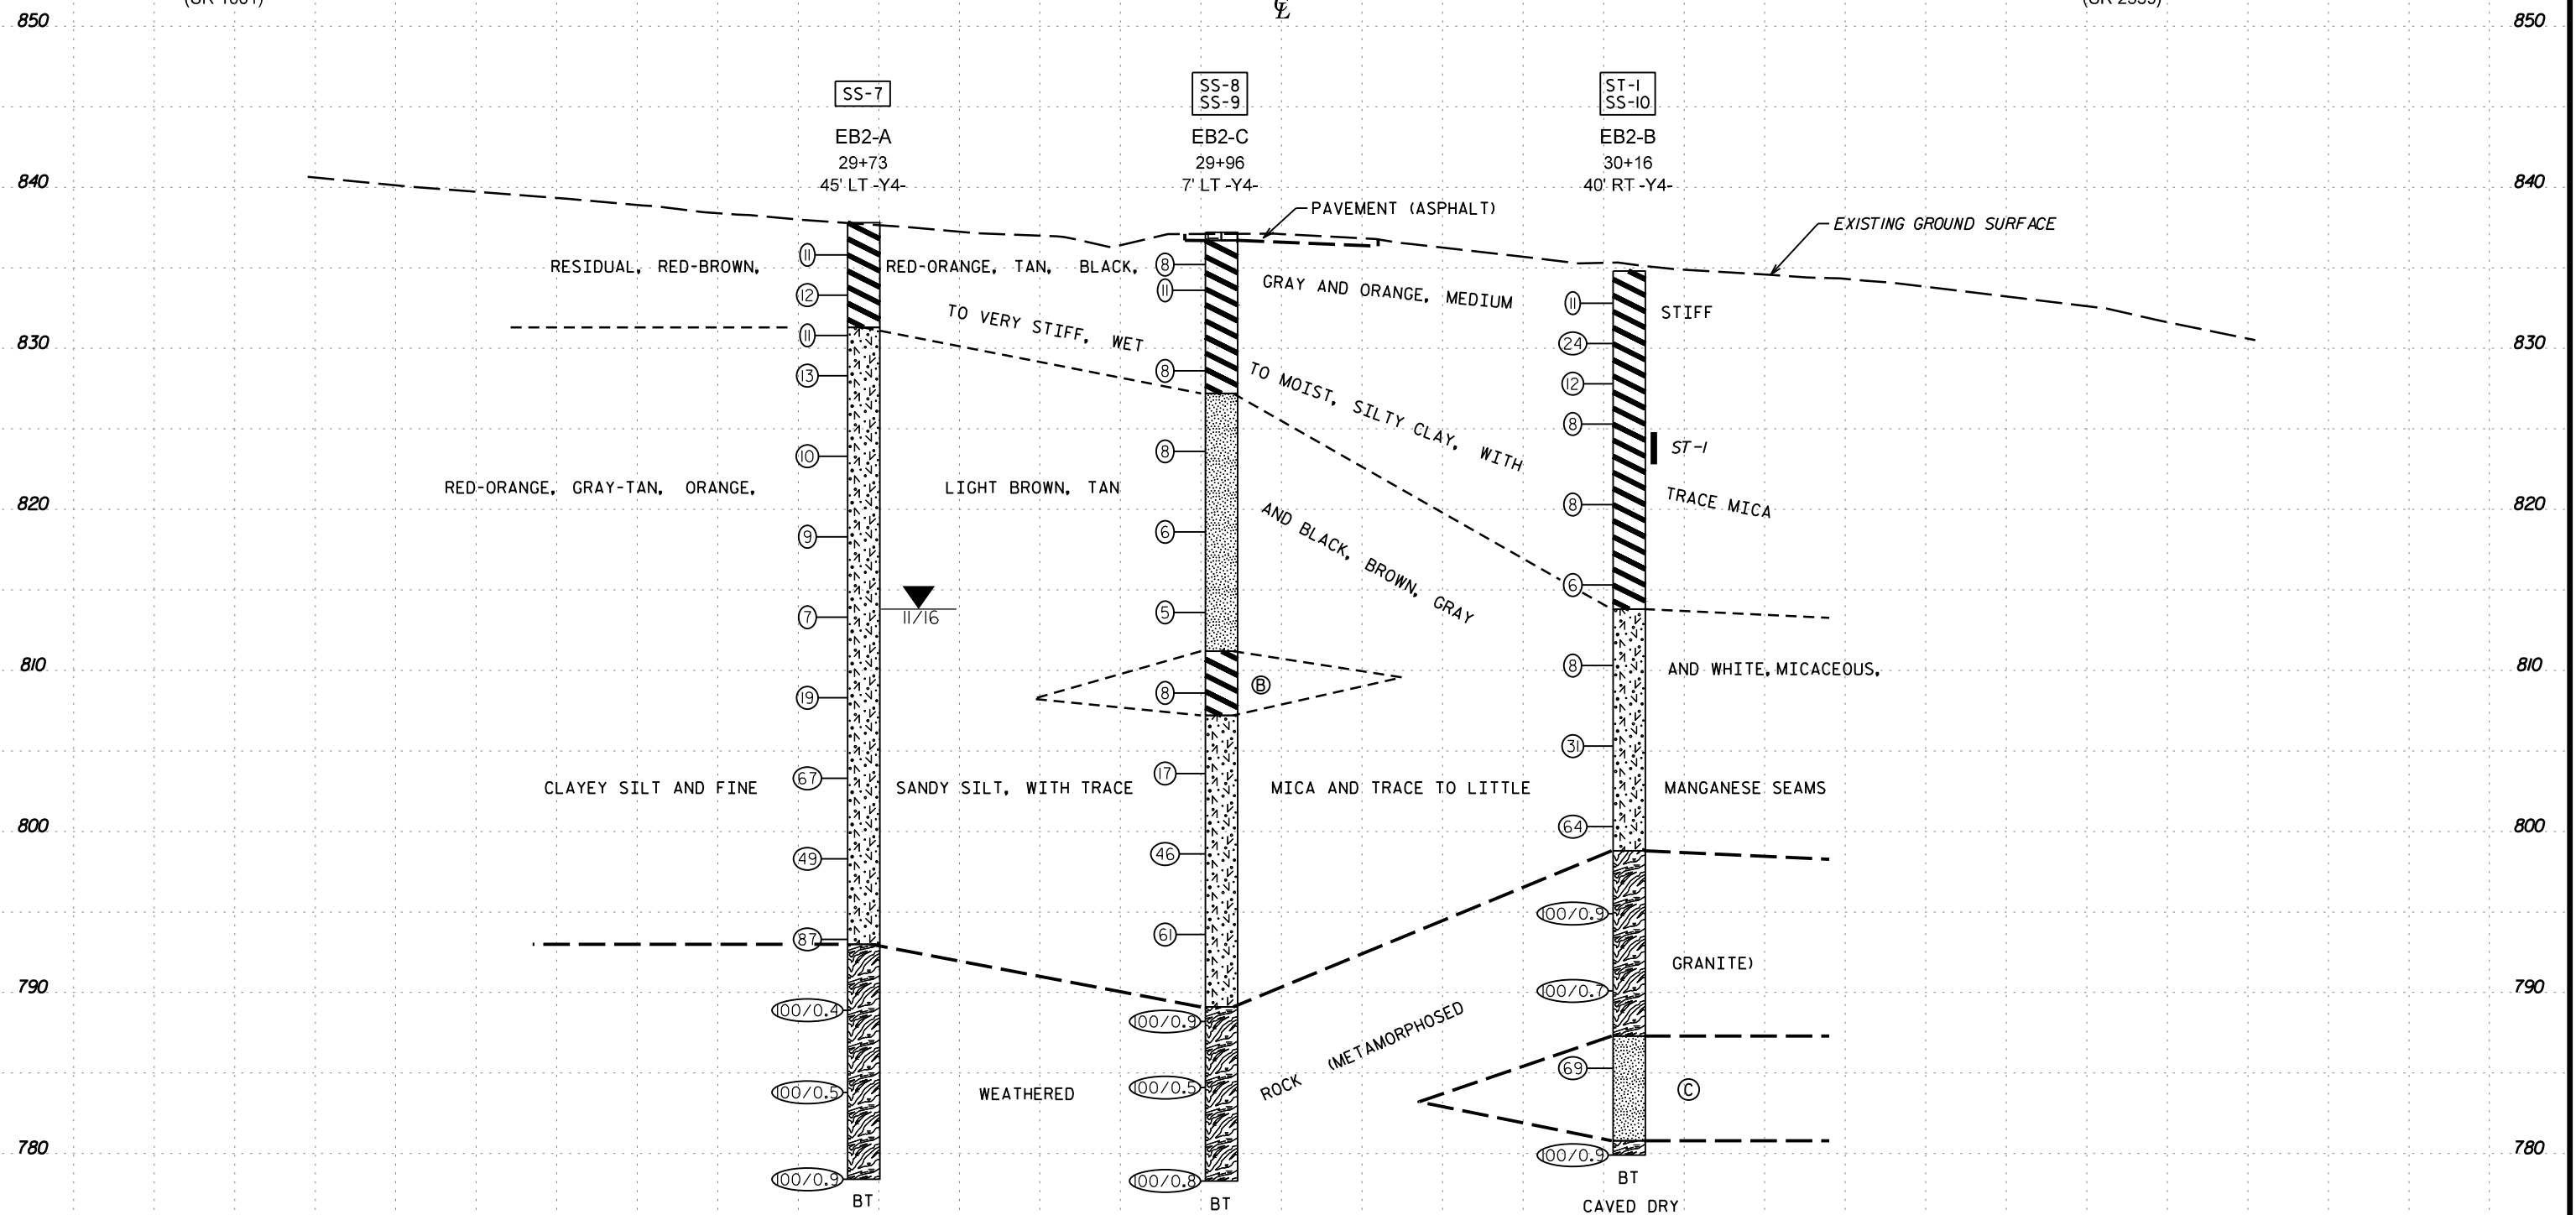 850 850
SS-7
SS-8
SS-9
ST-1
SS-10
EB2-A
29+73
45' LT -Y4-
EB2-C
29+96
7' LT -Y4-
EB2-B
30+16
40' RT -Y4-
840 840
PAVEMENT (ASPHALT)
EXISTING GROUND SURFACE
RESIDUAL, RED-BROWN, RED-ORANGE, TAN, BLACK, GRAY AND ORANGE, MEDIUM STIFF
TO VERY STIFF, WET TO MOIST, SILTY CLAY, WITH TRACE MICA
830 830
ST-1
RED-ORANGE, GRAY-TAN, ORANGE, LIGHT BROWN, TAN AND BLACK, BROWN, GRAY AND WHITE, MICACEOUS,
820 820
11/16
810 810
B
CLAYEY SILT AND FINE SANDY SILT, WITH TRACE MICA AND TRACE TO LITTLE MANGANESE SEAMS
800 800
790 790
WEATHERED ROCK (METAMORPHOSED GRANITE)
C
780 780
11
12
11
13
10
9
7
19
67
49
87
100/0.4
100/0.5
100/0.9
BT
8
11
8
8
6
5
8
17
46
61
100/0.9
100/0.5
100/0.8
BT
11
24
12
8
8
6
8
31
64
100/0.9
100/0.7
69
100/0.9
BT
CAVED DRY